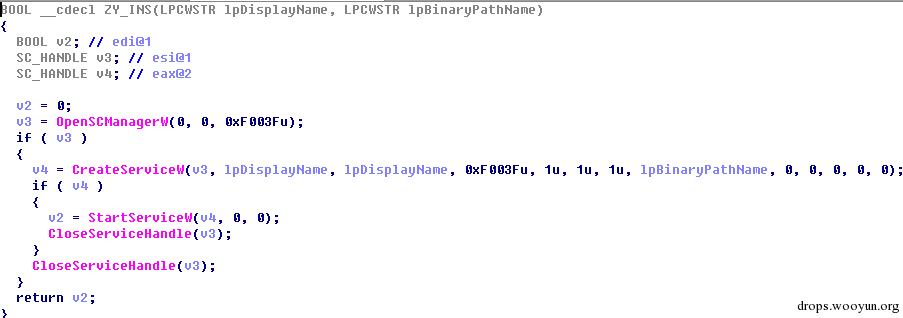 BOOL __cdecl ZY_INS(LPCWSTR lpDisplayName, LPCWSTR lpBinaryPathName)
{
  BOOL v2; // edi@1
  SC_HANDLE v3; // esi@1
  SC_HANDLE v4; // eax@2

  v2 = 0;
  v3 = OpenSCManagerW(0, 0, 0xF003Fu);
  if ( v3 )
  {
    v4 = CreateServiceW(v3, lpDisplayName, lpDisplayName, 0xF003Fu, 1u, 1u, 1u, lpBinaryPathName, 0, 0, 0, 0, 0);
    if ( v4 )
    {
      v2 = StartServiceW(v4, 0, 0);
      CloseServiceHandle(v3);
    }
    CloseServiceHandle(v3);
  }
  return v2;
}
drops.wooyun.org